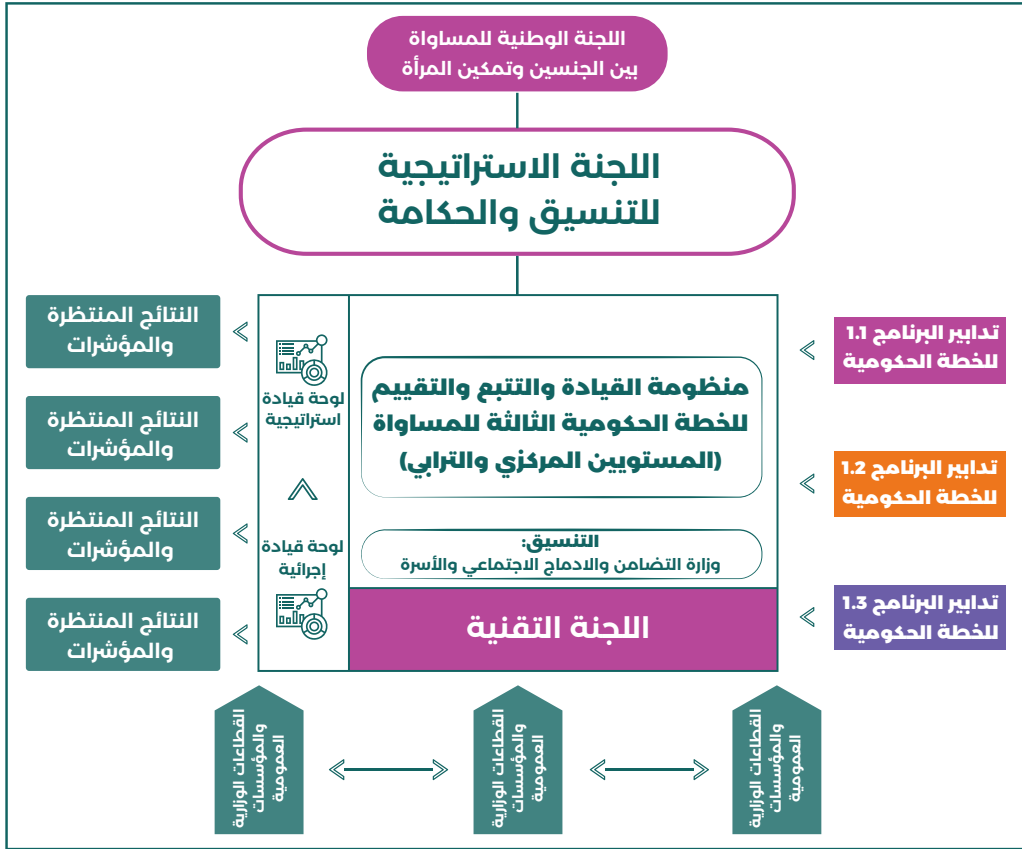 اللجنة الوطنية للمساواة
بين الجنسين وتمكين المرأة
اللجنة الاستراتيجية
للتنسيق والحكامة
تدابير البرنامج 1.1
للخطة الحكومية
تدابير البرنامج 1.2
للخطة الحكومية
تدابير البرنامج 1.3
للخطة الحكومية
منظومة القيادة والتتبع والتقييم
للخطة الحكومية الثالثة للمساواة
(المستويين المركزي والترابي)
التنسيق:
وزارة التضامن والادماج الاجتماعي والأسرة
اللجنة التقنية
لوحة قيادة
استراتيجية
لوحة قيادة
إجرائية
النتائج المنتظرة
والمؤشرات
النتائج المنتظرة
والمؤشرات
النتائج المنتظرة
والمؤشرات
النتائج المنتظرة
والمؤشرات
القطاعات الوزارية
والمؤسسات
العمومية
القطاعات الوزارية
والمؤسسات
العمومية
القطاعات الوزارية
والمؤسسات
العمومية